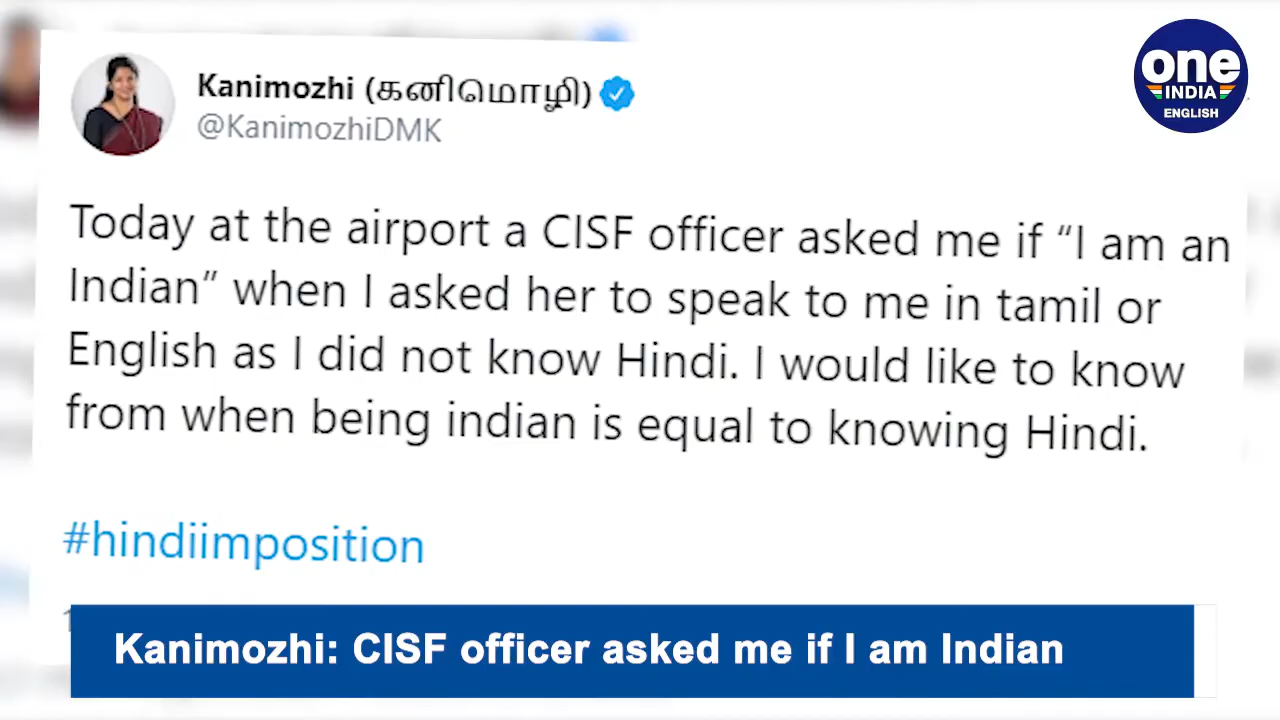 Kanimozhi (கனிமொழி)
@KanimozhiDMK
one
INDIA
ENGLISH
Today at the airport a CISF officer asked me if “I am an
Indian” when I asked her to speak to me in tamil or
English as I did not know Hindi. I would like to know
from when being indian is equal to knowing Hindi.
#hindiimposition
Kanimozhi: CISF officer asked me if I am Indian